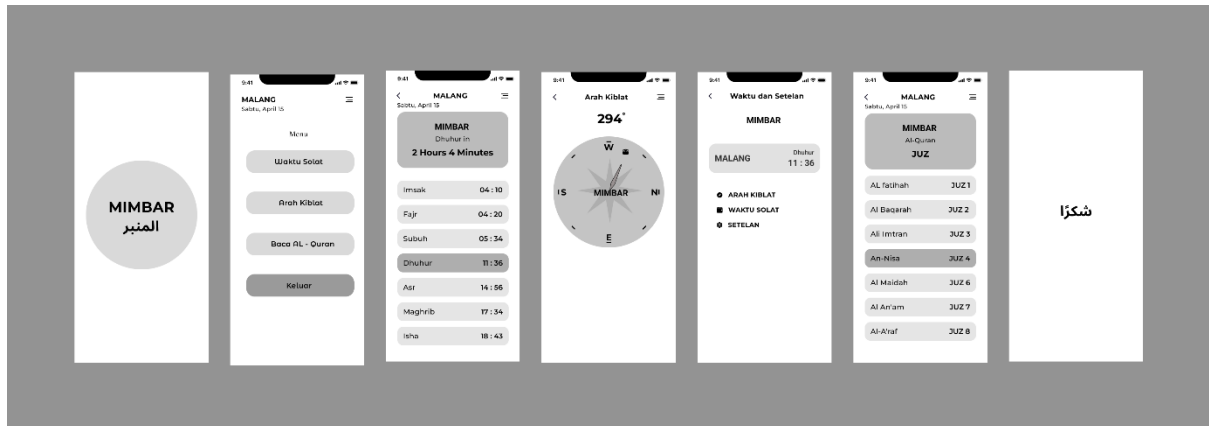 MIMBAR
المنبر
9:41
MALANG
Sabtu, April 15
Menu
Waktu Solat
Arah Kiblat
Baca AL - Quran
Keluar
9:41
MALANG
Sabtu, April 15
MIMBAR
Dhuhur in
2 Hours 4 Minutes
Imsak 04 : 10
Fajr 04 : 20
Subuh 05 : 34
Dhuhur 11 : 36
Asr 14 : 56
Maghrib 17 : 34
Isha 18 : 43
9:41
Arah Kiblat
294°
W
S MIMBAR N
E
9:41
Waktu dan Setelan
MIMBAR
MALANG
Dhuhur
11 : 36
ARAH KIBLAT
WAKTU SOLAT
SETELAN
9:41
MALANG
Sabtu, April 15
MIMBAR
Al-Quran
JUZ
AL fatihah JUZ 1
Al Baqarah JUZ 2
Ali Imtran JUZ 3
An-Nisa JUZ 4
Al Maidah JUZ 6
Al An'am JUZ 7
Al-A'raf JUZ 8
شكرًا